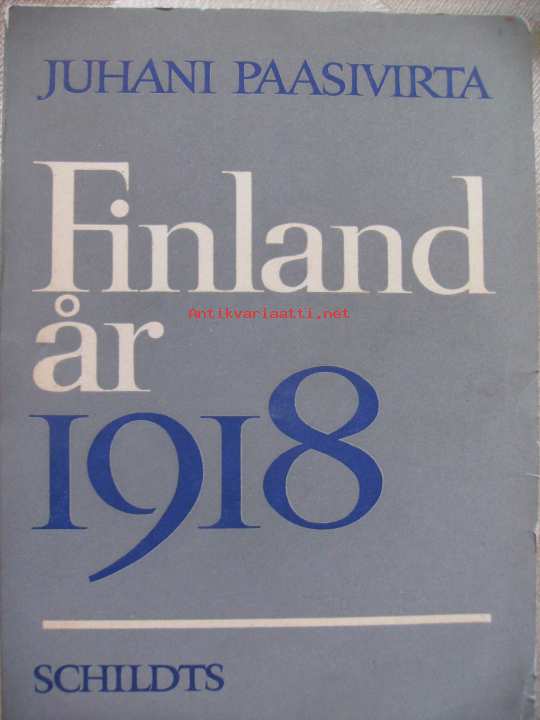 JUHANI PAASIVIRTA
Finland
år
Antikvariaatti.net
1918
SCHILDTS